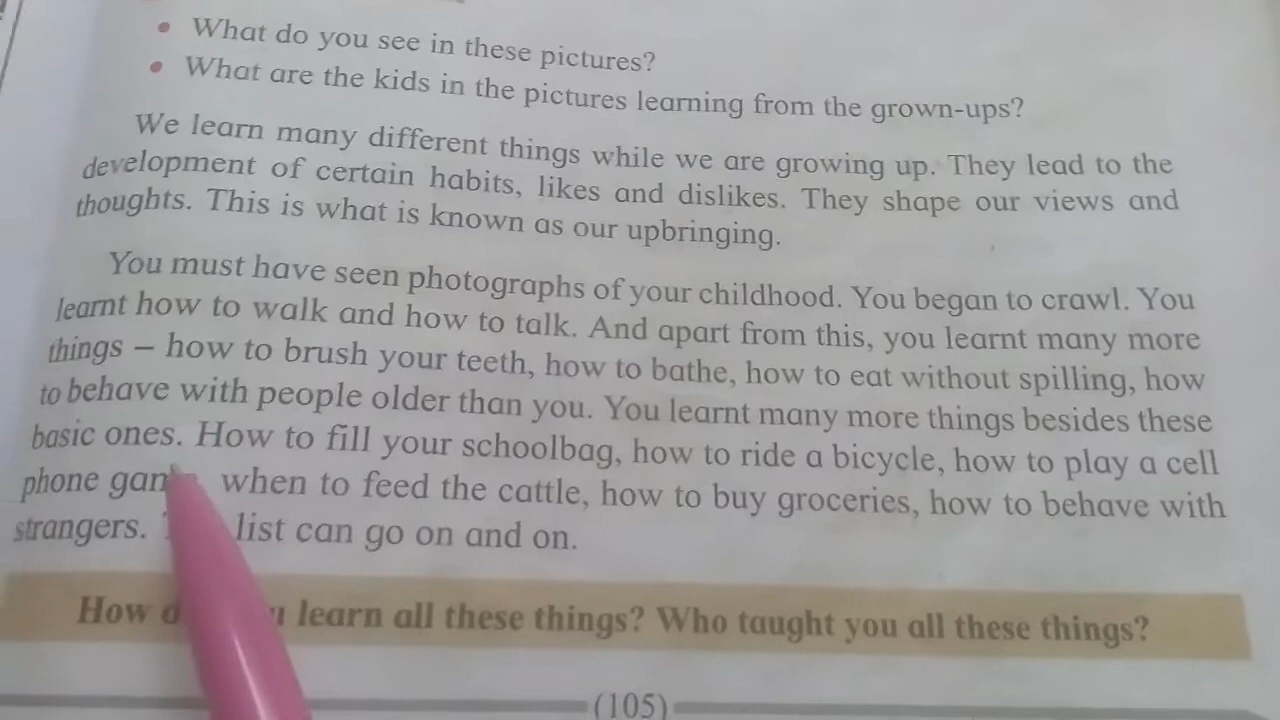 • What do you see in these pictures?
• What are the kids in the pictures learning from the grown-ups?
We learn many different things while we are growing up. They lead to the
development of certain habits, likes and dislikes. They shape our views and
thoughts. This is what is known as our upbringing.
You must have seen photographs of your childhood. You began to crawl. You
learnt how to walk and how to talk. And apart from this, you learnt many more
things – how to brush your teeth, how to bathe, how to eat without spilling, how
to behave with people older than you. You learnt many more things besides these
basic ones. How to fill your schoolbag, how to ride a bicycle, how to play a cell
phone when to feed the cattle, how to buy groceries, how to behave with
strangers. list can go on and on.
How learn all these things? Who taught you all these things?
(105)